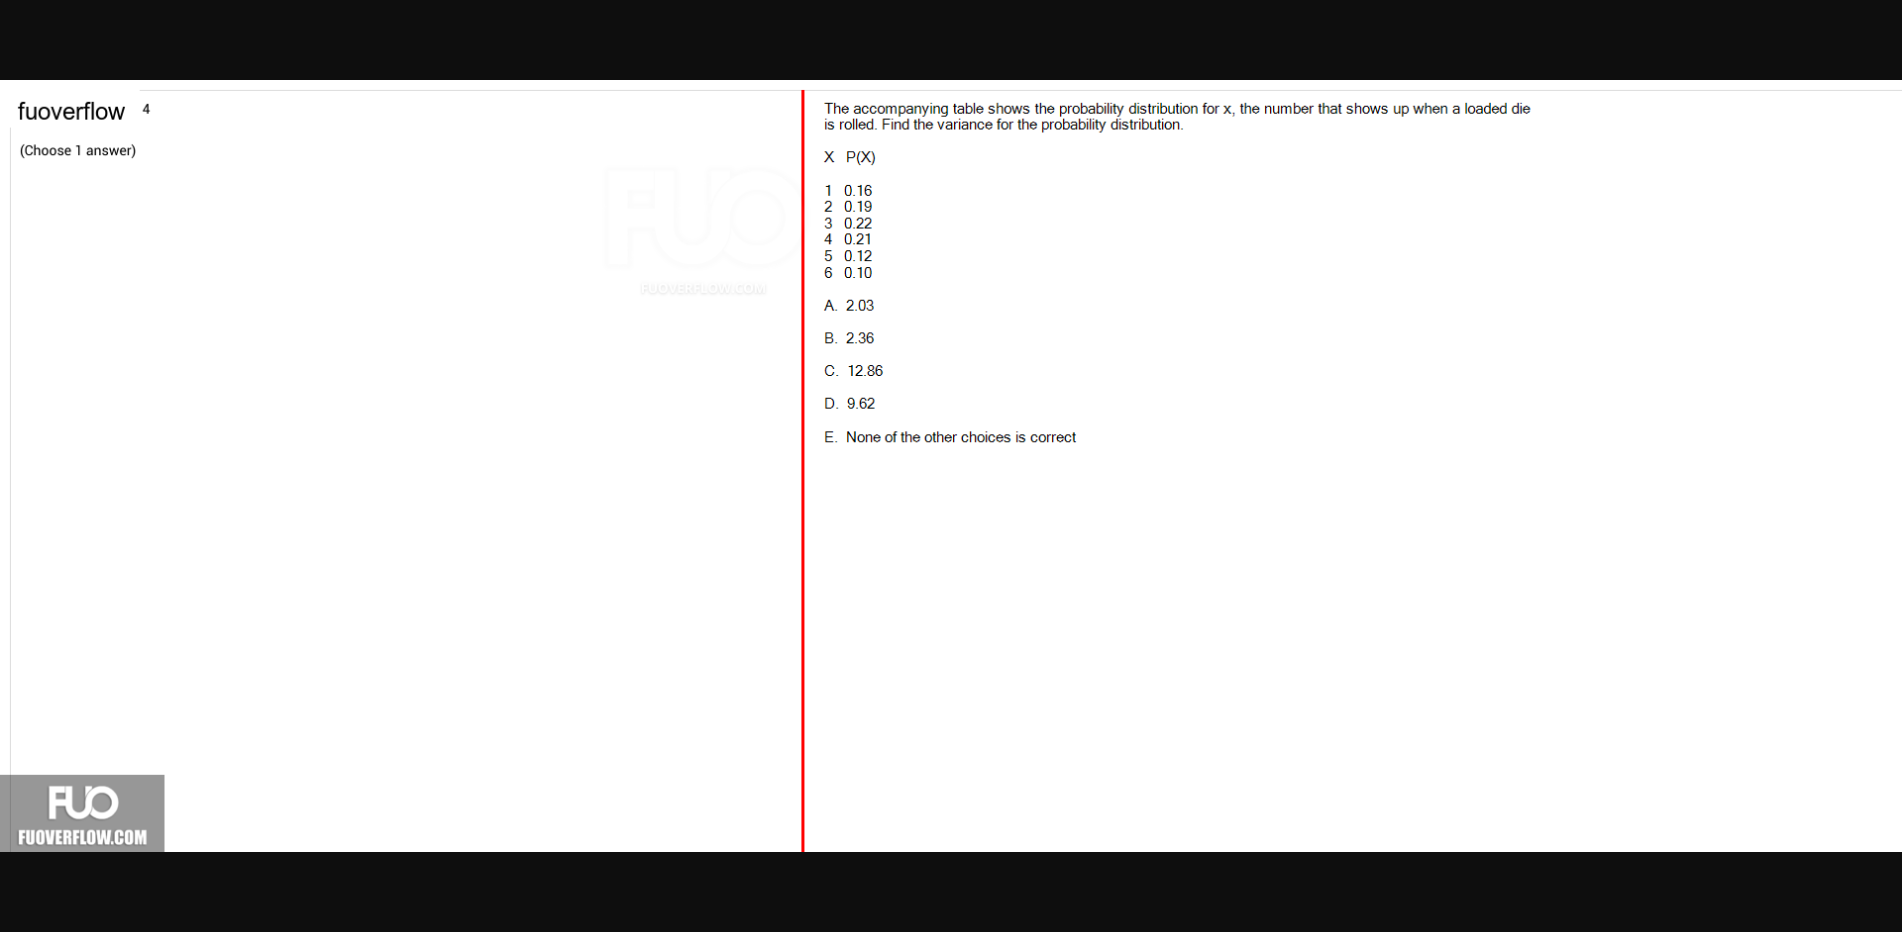 fuoverflow 4
(Choose 1 answer)
FUO
FUOVERFLOW.COM
The accompanying table shows the probability distribution for x, the number that shows up when a loaded die
is rolled. Find the variance for the probability distribution.
X P(X)
1 0.16
2 0.19
3 0.22
4 0.21
5 0.12
6 0.10
A. 2.03
B. 2.36
C. 12.86
D. 9.62
E. None of the other choices is correct
FUO
FUOVERFLOW.COM